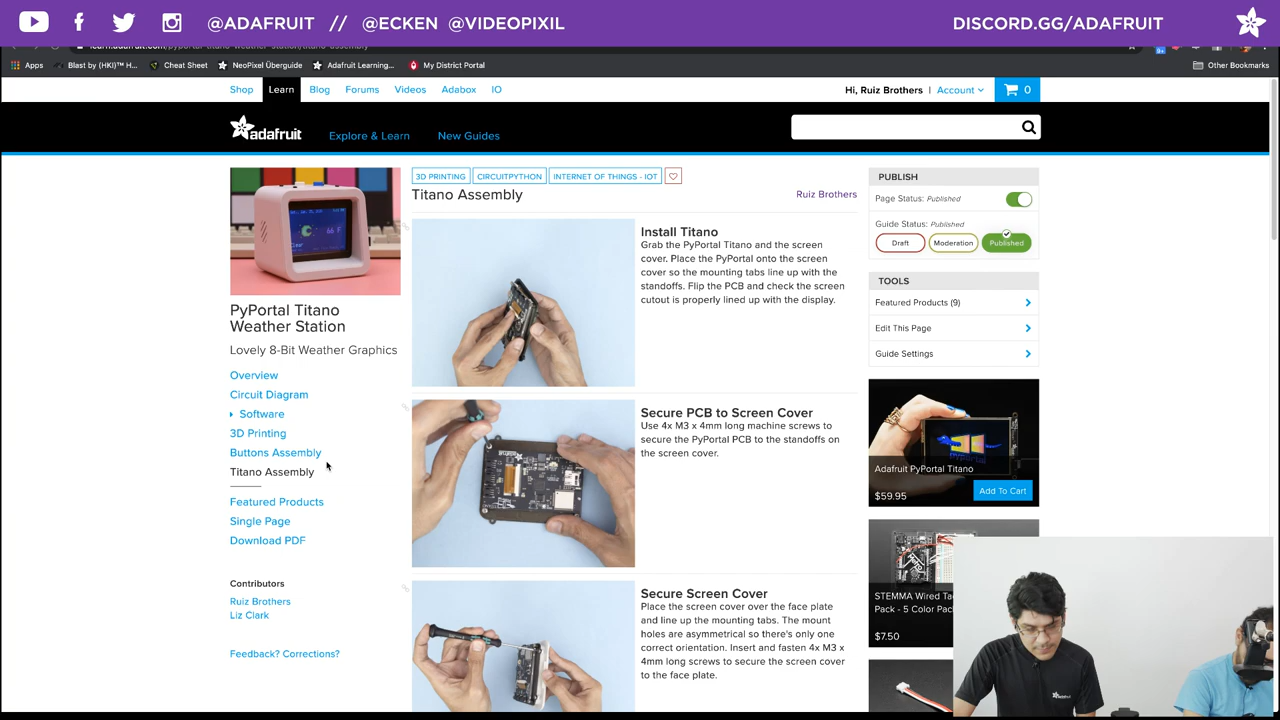 @ADAFRUIT // @ECKEN @VIDEOPIXIL
DISCORD.GG/ADAFRUIT
learn.adafruit.com/pyportal-titano-weather-station/titano-assembly
Apps
Blast by (HKI)™ H...
Cheat Sheet
NeoPixel Überguide
Adafruit Learning...
My District Portal
Other Bookmarks
Shop
Learn
Blog
Forums
Videos
Adabox
IO
Hi, Ruiz Brothers | Account
0
adafruit
Explore & Learn
New Guides
PyPortal Titano
Weather Station
Lovely 8-Bit Weather Graphics
Overview
Circuit Diagram
Software
3D Printing
Buttons Assembly
Titano Assembly
Featured Products
Single Page
Download PDF
Contributors
Ruiz Brothers
Liz Clark
Feedback? Corrections?
3D PRINTING
CIRCUITPYTHON
INTERNET OF THINGS - IOT
Titano Assembly
Ruiz Brothers
Install Titano
Grab the PyPortal Titano and the screen
cover. Place the PyPortal onto the screen
cover so the mounting tabs line up with the
standoffs. Flip the PCB and check the screen
cutout is properly lined up with the display.
Secure PCB to Screen Cover
Use 4x M3 x 4mm long machine screws to
secure the PyPortal PCB to the standoffs on
the screen cover.
Secure Screen Cover
Place the screen cover over the face plate
and line up the mounting tabs. The mount
holes are asymmetrical so there's only one
correct orientation. Insert and fasten 4x M3 x
4mm long screws to secure the screen cover
to the face plate.
PUBLISH
Page Status: Published
Guide Status: Published
Draft
Moderation
Published
TOOLS
Featured Products (9)
Edit This Page
Guide Settings
Adafruit PyPortal Titano
$59.95
Add To Cart
STEMMA Wired Ta
Pack - 5 Color Pac
$7.50
adafruit